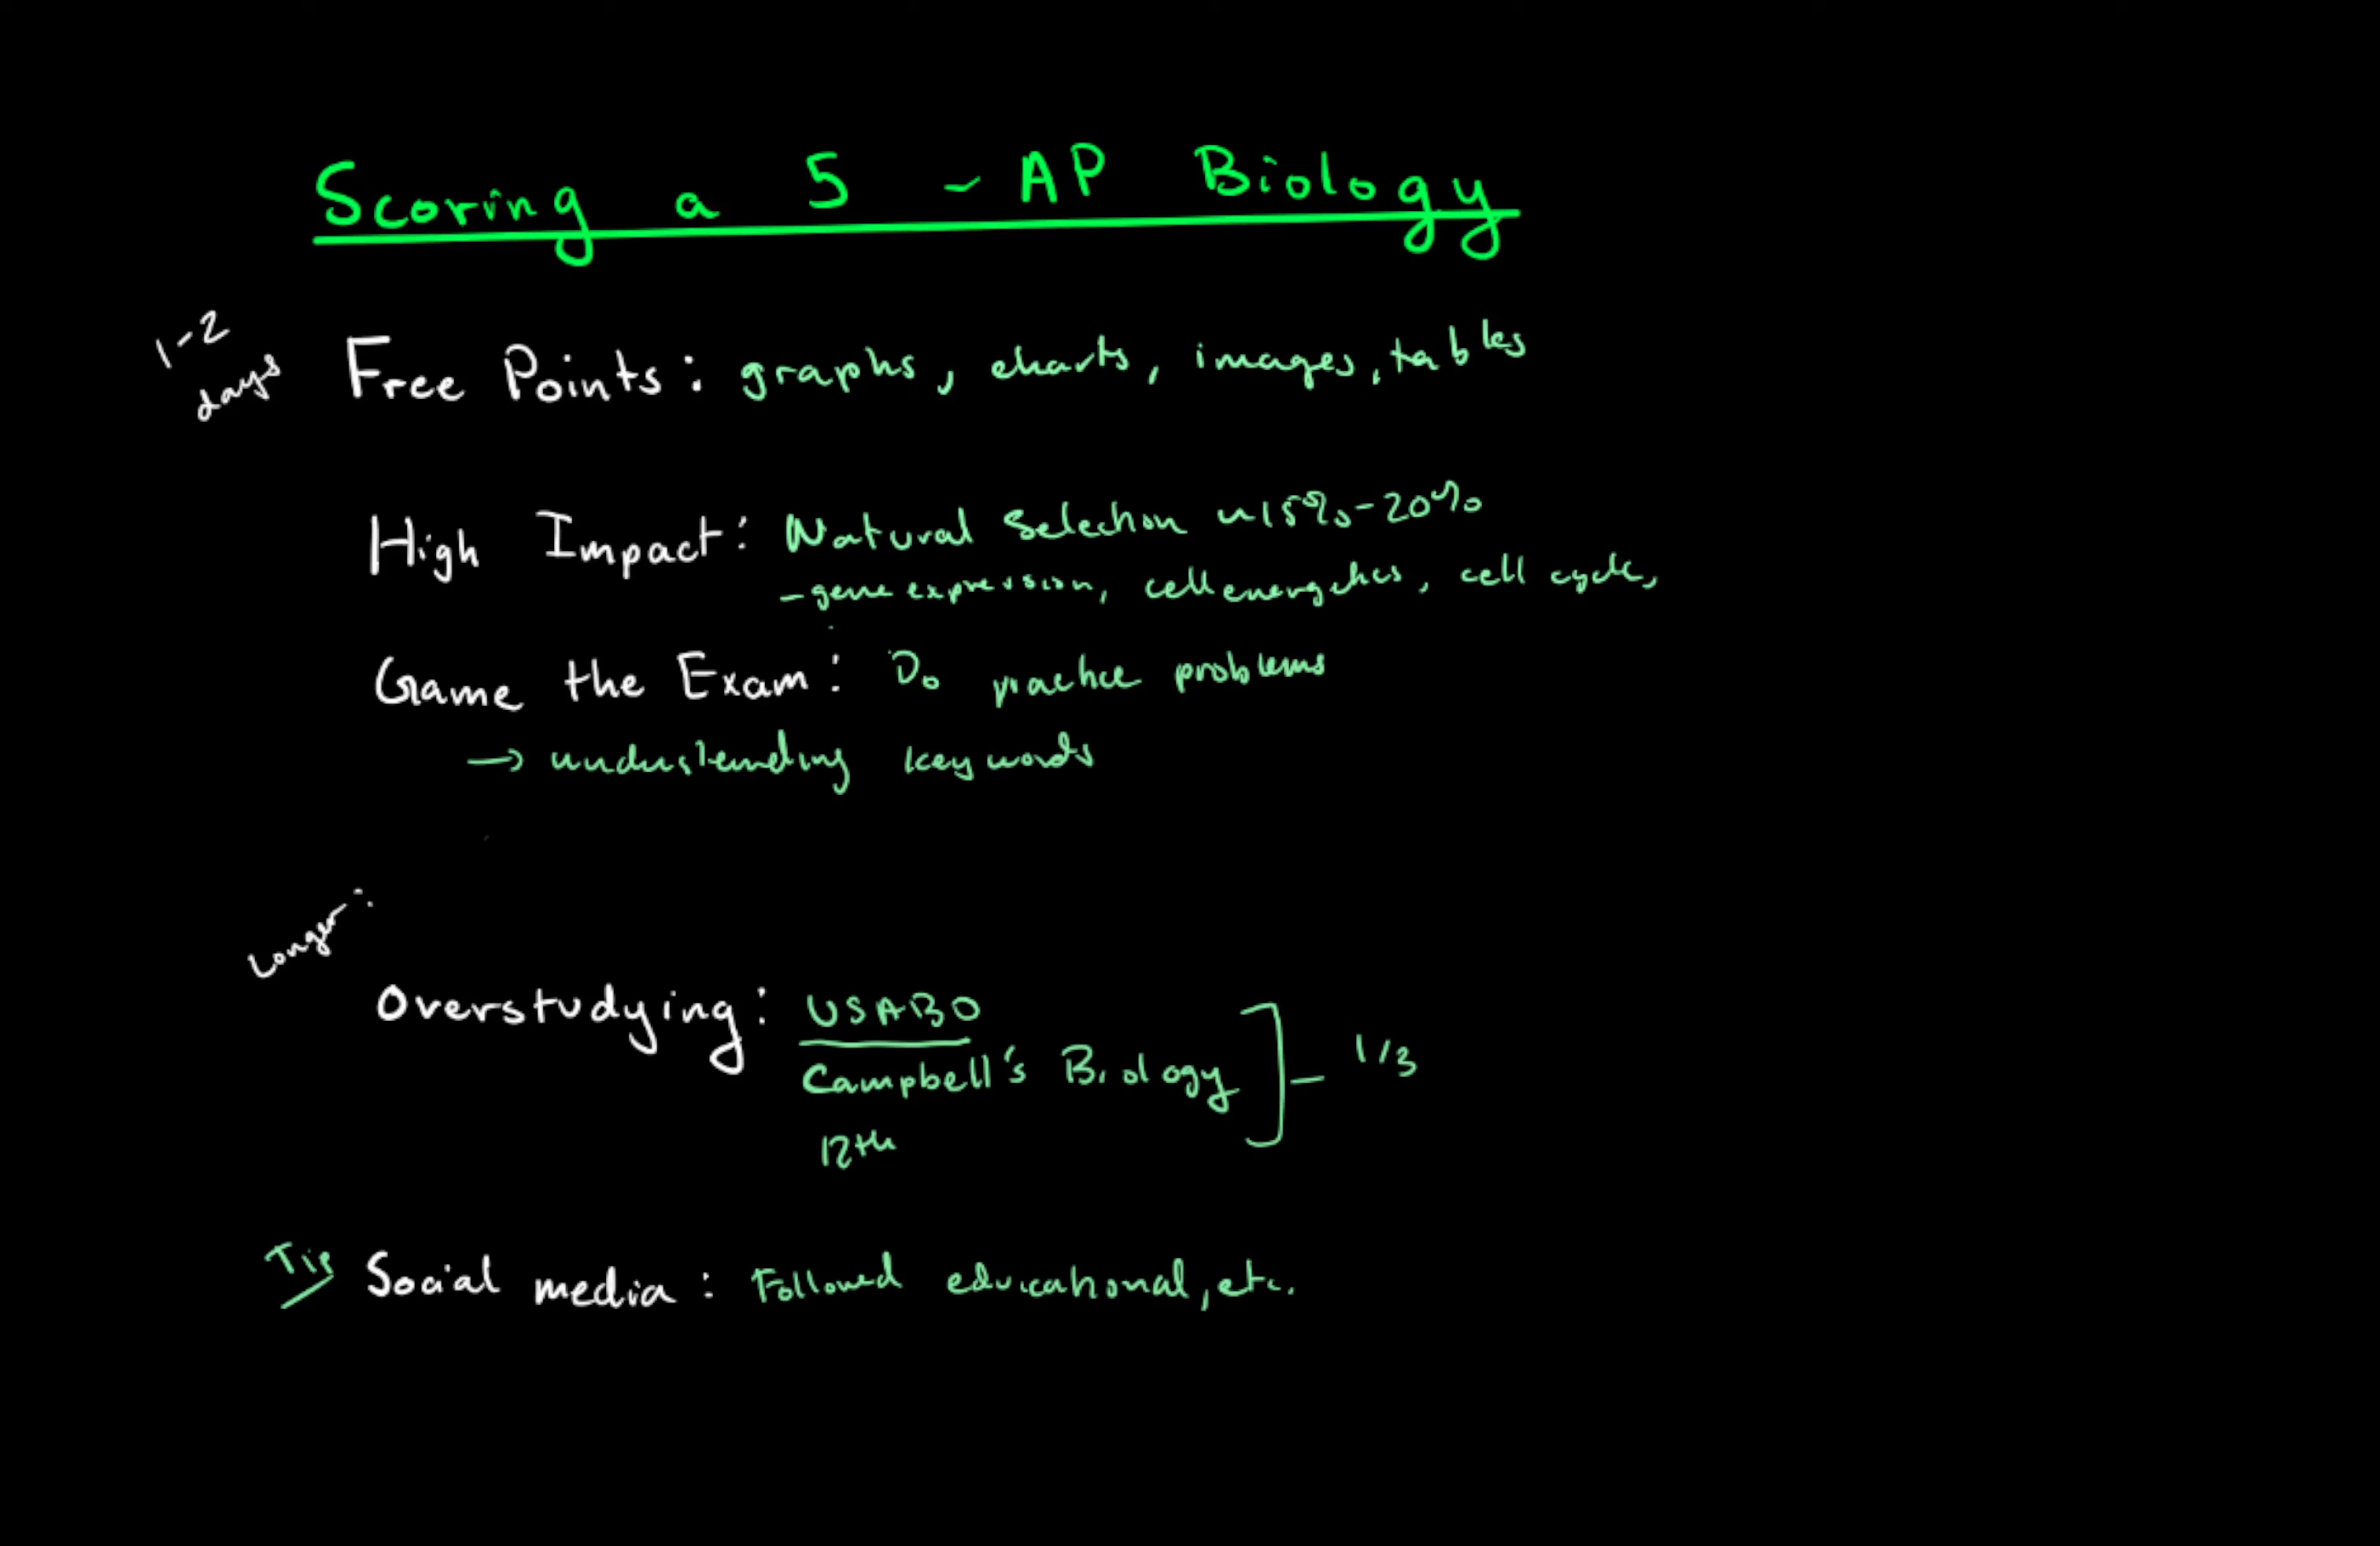 Scoring a 5 - AP Biology
1-2 days
Free Points: graphs, charts, images, tables
High Impact: Natural Selection ~15%-20%
- gene expression, cell energetics, cell cycle,
Game the Exam: Do practice problems
→ understanding keywords
Longer:
Overstudying: USABO
Campbell's Biology
12th
] - 1/3
Tip Social media: Followed educational, etc.